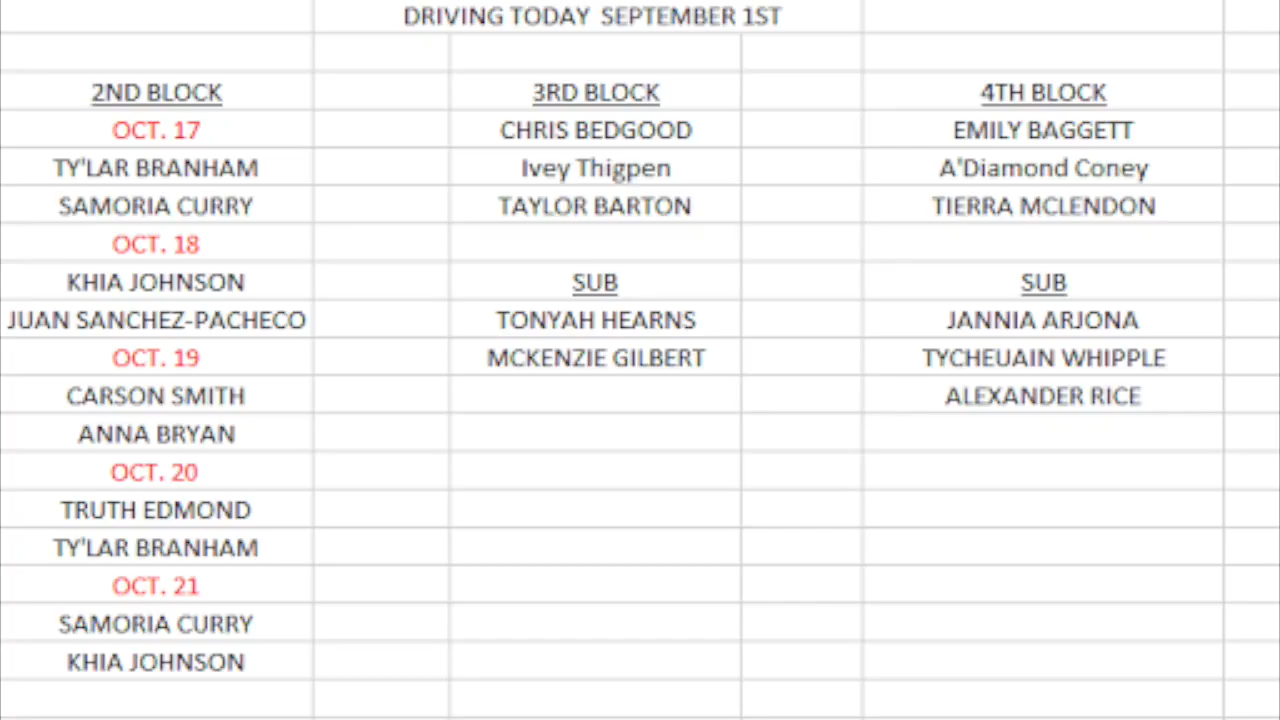 DRIVING TODAY SEPTEMBER 1ST
2ND BLOCK 3RD BLOCK 4TH BLOCK
OCT. 17 CHRIS BEDGOOD EMILY BAGGETT
TY'LAR BRANHAM Ivey Thigpen A'Diamond Coney
SAMORIA CURRY TAYLOR BARTON TIERRA MCLENDON
OCT. 18
KHIA JOHNSON SUB SUB
JUAN SANCHEZ-PACHECO TONYAH HEARNS JANNIA ARJONA
OCT. 19 MCKENZIE GILBERT TYCHEUAIN WHIPPLE
CARSON SMITH ALEXANDER RICE
ANNA BRYAN
OCT. 20
TRUTH EDMOND
TY'LAR BRANHAM
OCT. 21
SAMORIA CURRY
KHIA JOHNSON